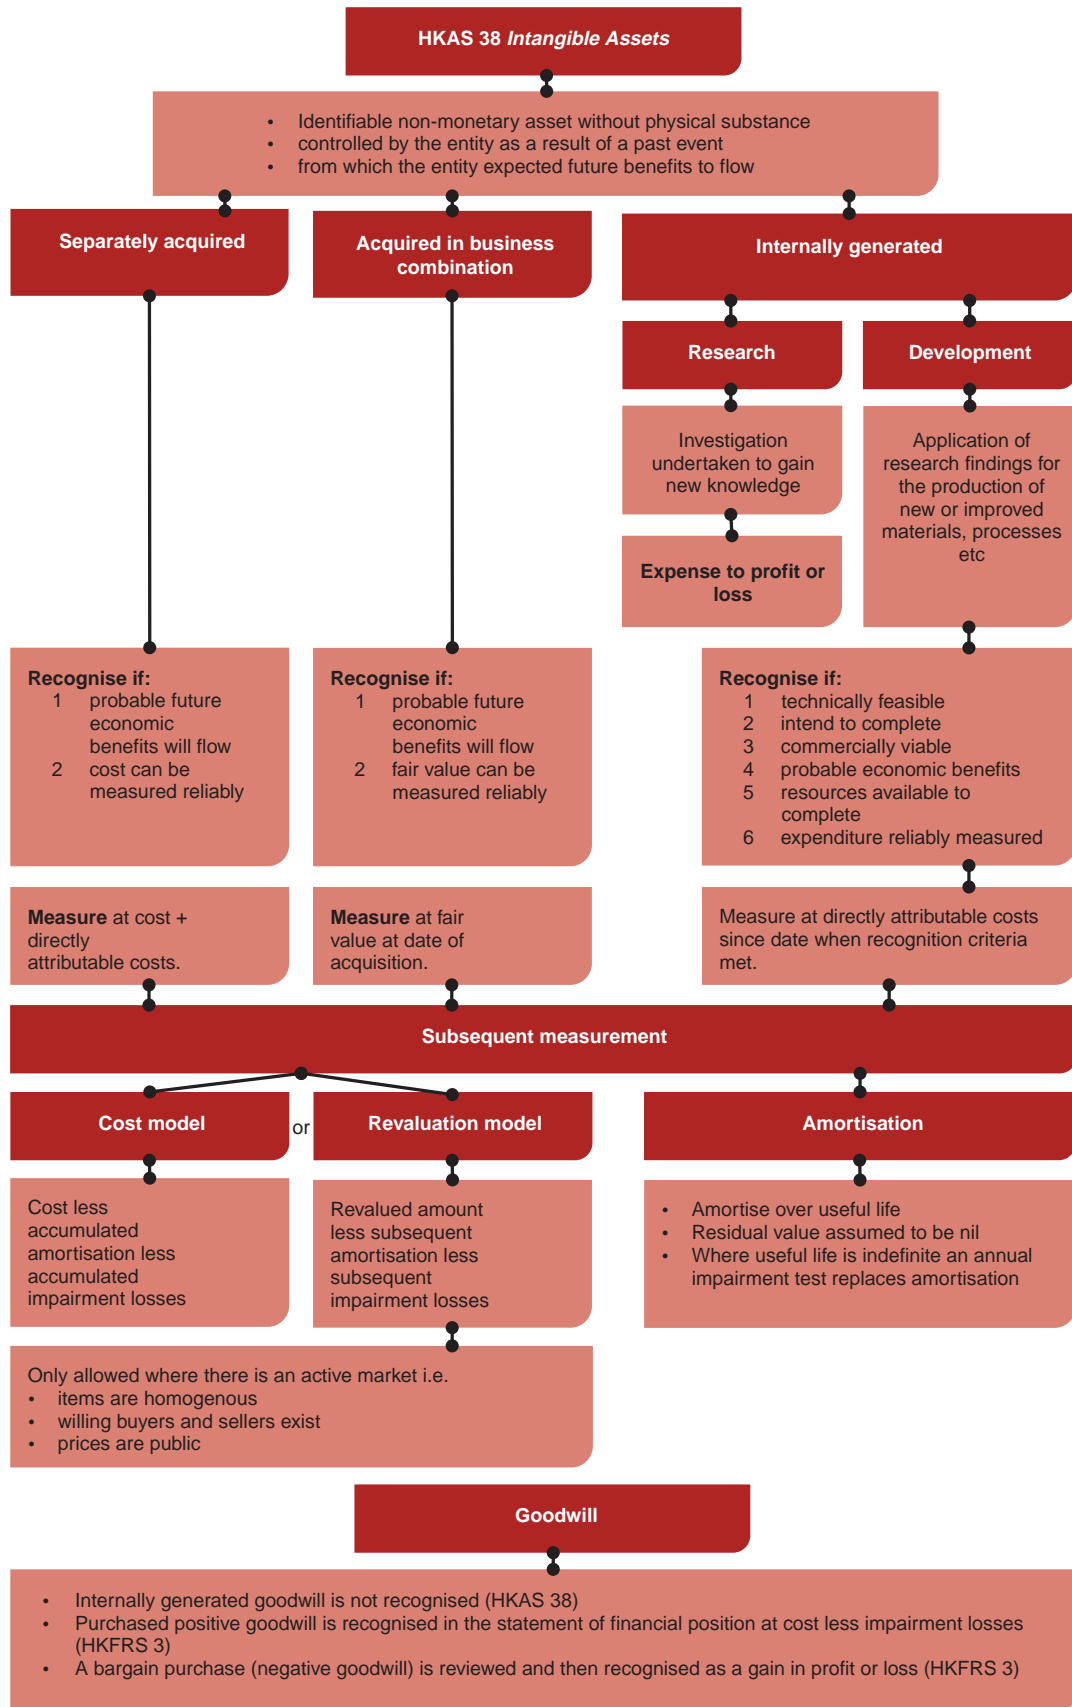 HKAS 38 Intangible Assets
• Identifiable non-monetary asset without physical substance
• controlled by the entity as a result of a past event
• from which the entity expected future benefits to flow
Separately acquired
Acquired in business
combination
Internally generated
Research
Development
Investigation
undertaken to gain
new knowledge
Application of
research findings for
the production of
new or improved
materials, processes
etc
Expense to profit or
loss
Recognise if:
1 probable future
economic
benefits will flow
2 cost can be
measured reliably
Recognise if:
1 probable future
economic
benefits will flow
2 fair value can be
measured reliably
Recognise if:
1 technically feasible
2 intend to complete
3 commercially viable
4 probable economic benefits
5 resources available to
complete
6 expenditure reliably measured
Measure at cost +
directly
attributable costs.
Measure at fair
value at date of
acquisition.
Measure at directly attributable costs
since date when recognition criteria
met.
Subsequent measurement
Cost model
or
Revaluation model
Amortisation
Cost less
accumulated
amortisation less
accumulated
impairment losses
Revalued amount
less subsequent
amortisation less
subsequent
impairment losses
• Amortise over useful life
• Residual value assumed to be nil
• Where useful life is indefinite an annual
impairment test replaces amortisation
Only allowed where there is an active market i.e.
• items are homogenous
• willing buyers and sellers exist
• prices are public
Goodwill
• Internally generated goodwill is not recognised (HKAS 38)
• Purchased positive goodwill is recognised in the statement of financial position at cost less impairment losses
(HKFRS 3)
• A bargain purchase (negative goodwill) is reviewed and then recognised as a gain in profit or loss (HKFRS 3)